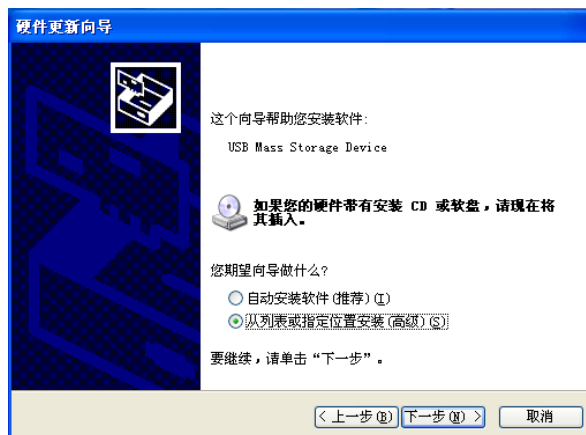 硬件更新向导
这个向导帮助您安装软件:
USB Mass Storage Device
如果您的硬件带有安装 CD 或软盘，请现在将
其插入。
您期望向导做什么?
自动安装软件(推荐)(I)
从列表或指定位置安装(高级)(S)
要继续，请单击“下一步”。
< 上一步(B) 下一步(N) > 取消